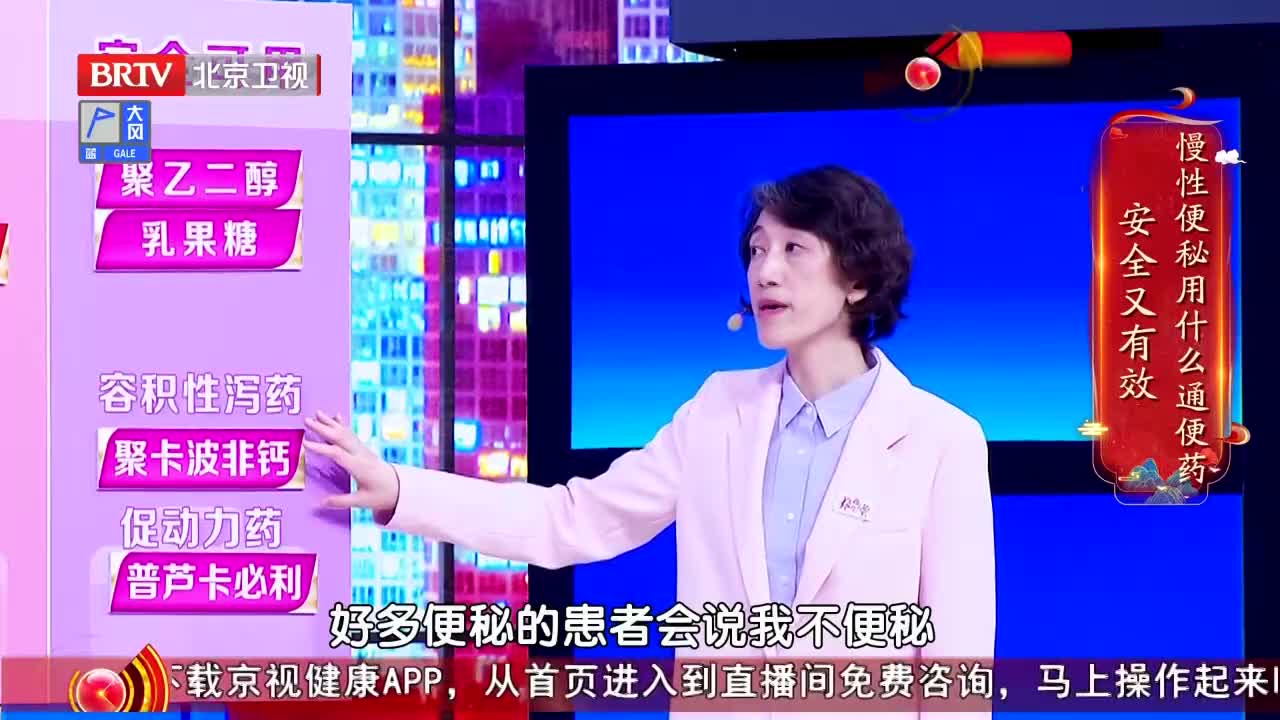 BRTV 北京卫视
大风
蓝 GALE
聚乙二醇
乳果糖
容积性泻药
聚卡波非钙
促动力药
普芦卡必利
慢性便秘用什么通便药
安全又有效
好多便秘的患者会说我不便秘
下载京视健康APP，从首页进入到直播间免费咨询，马上操作起来